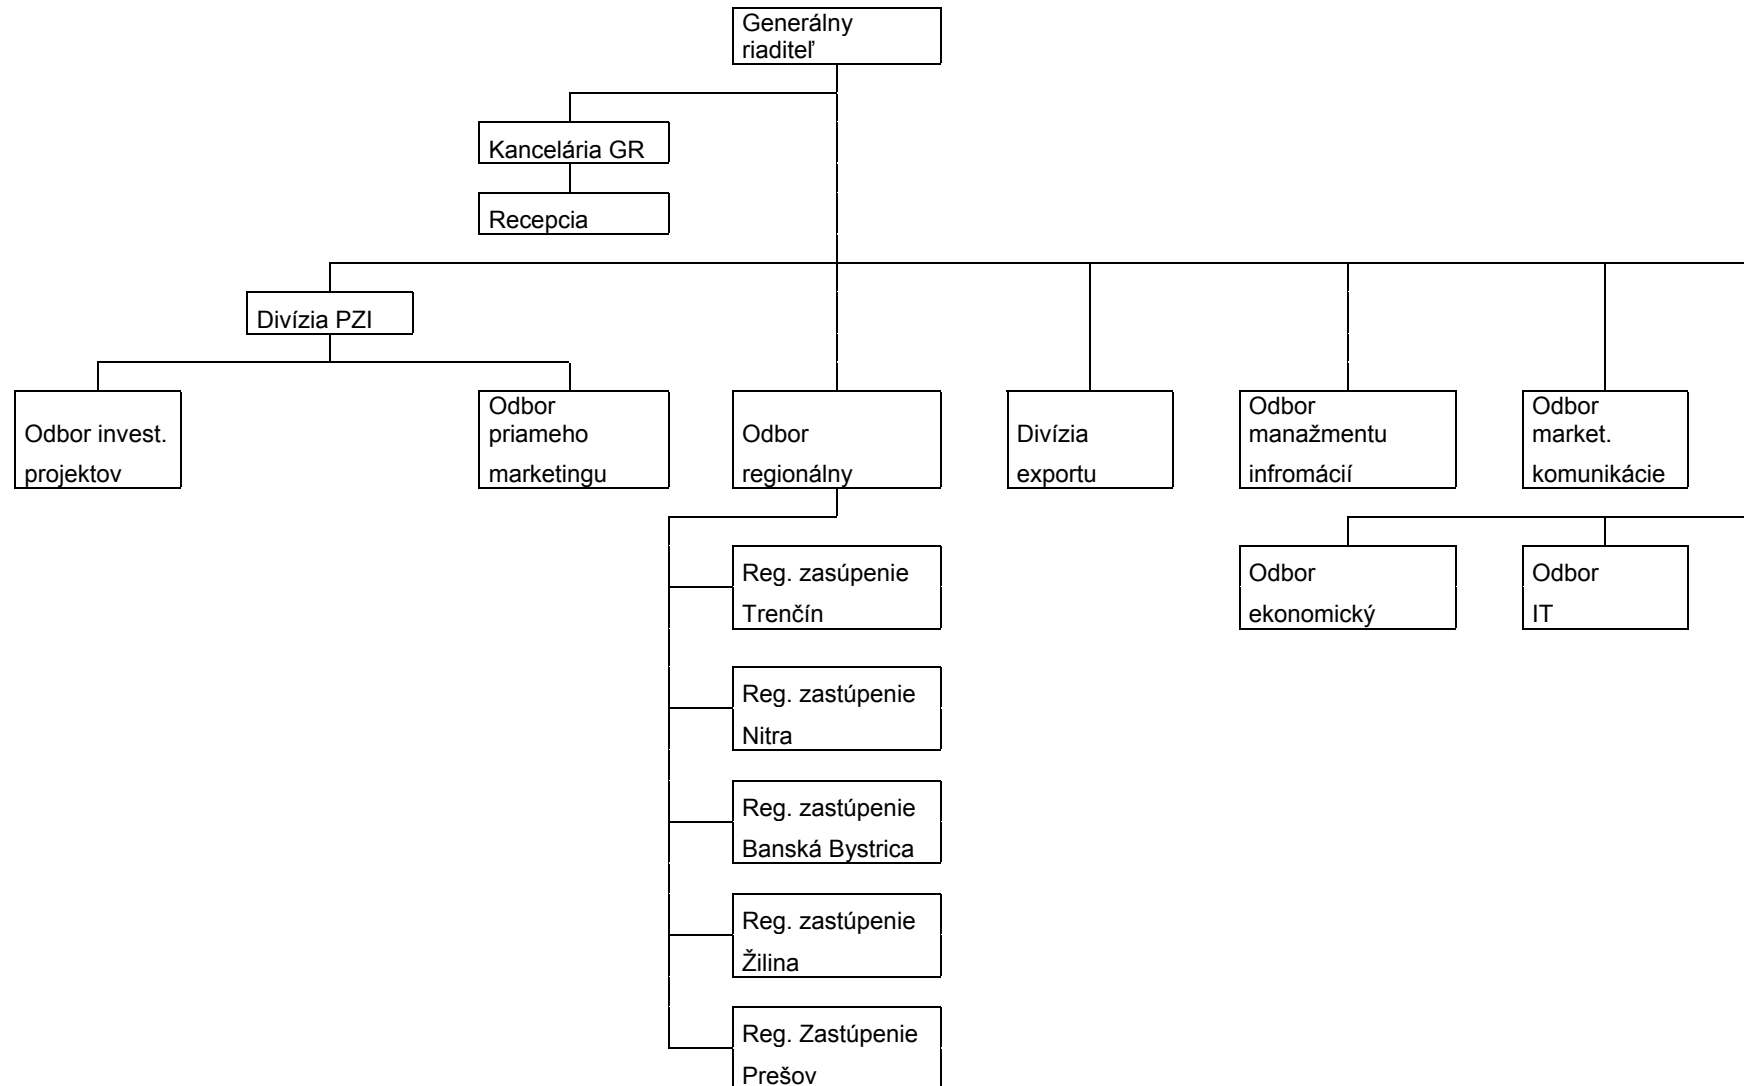 Generálny
riaditeľ
Kancelária GR
Recepcia
Divízia PZI
Odbor invest.
projektov
Odbor
priameho
marketingu
Odbor
regionálny
Divízia
exportu
Odbor
manažmentu
infromácií
Odbor
market.
komunikácie
Reg. zasúpenie
Trenčín
Odbor
ekonomický
Odbor
IT
Reg. zastúpenie
Nitra
Reg. zastúpenie
Banská Bystrica
Reg. zastúpenie
Žilina
Reg. Zastúpenie
Prešov